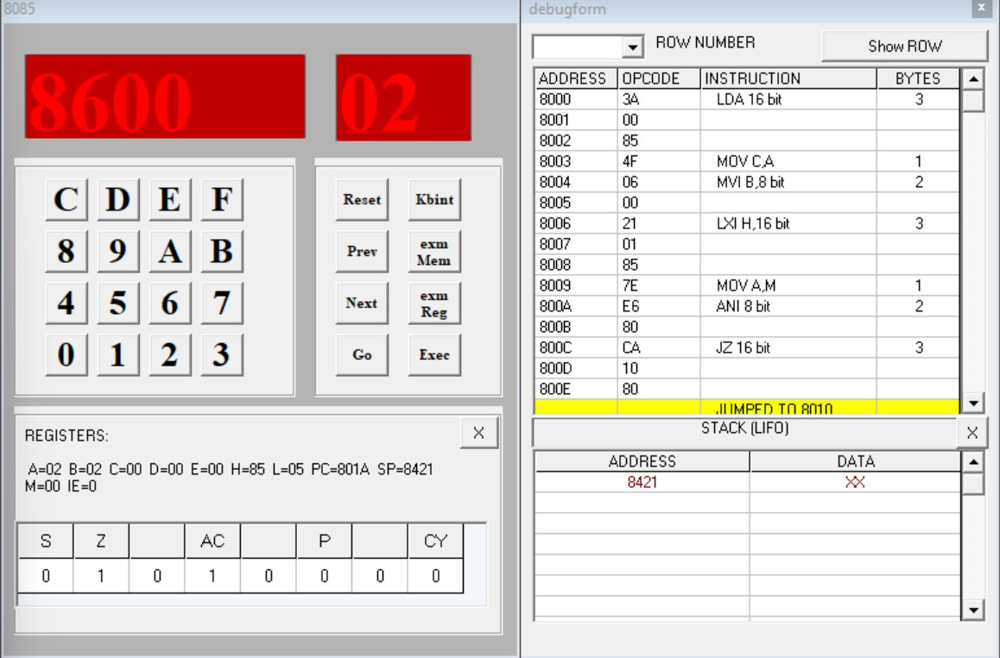 8085
8600 02
C D E F
8 9 A B
4 5 6 7
0 1 2 3
Reset Kbint
Prev exm Mem
Next exm Reg
Go Exec
REGISTERS: X
A=02 B=02 C=00 D=00 E=00 H=85 L=05 PC=801A SP=8421
M=00 IE=0
S Z AC P CY
0 1 0 1 0 0 0 0
debugform x
ROW NUMBER Show ROW
ADDRESS OPCODE INSTRUCTION BYTES
8000 3A LDA 16 bit 3
8001 00
8002 85
8003 4F MOV C,A 1
8004 06 MVI B,8 bit 2
8005 00
8006 21 LXI H,16 bit 3
8007 01
8008 85
8009 7E MOV A,M 1
800A E6 ANI 8 bit 2
800B 80
800C CA JZ 16 bit 3
800D 10
800E 80
JUMPED TO 8010
STACK (LIFO) X
ADDRESS DATA
8421 XX